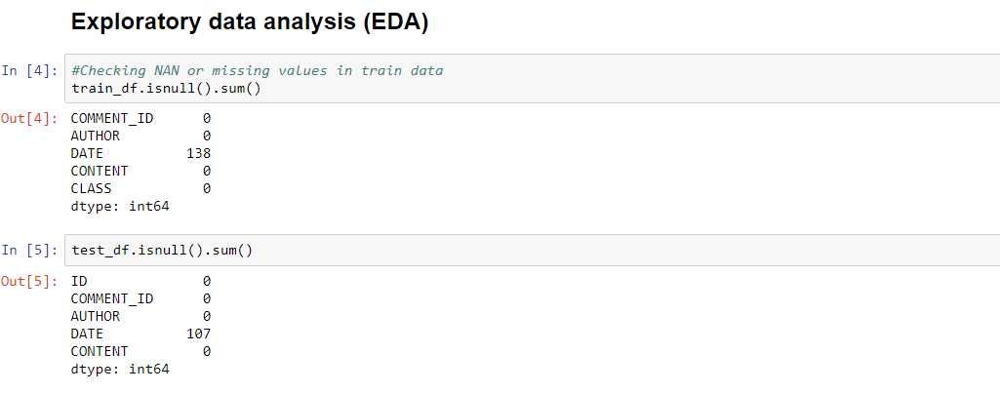 Exploratory data analysis (EDA)
In [4]: #Checking NAN or missing values in train data
train_df.isnull().sum()
Out[4]: COMMENT_ID 0
AUTHOR 0
DATE 138
CONTENT 0
CLASS 0
dtype: int64
In [5]: test_df.isnull().sum()
Out[5]: ID 0
COMMENT_ID 0
AUTHOR 0
DATE 107
CONTENT 0
dtype: int64